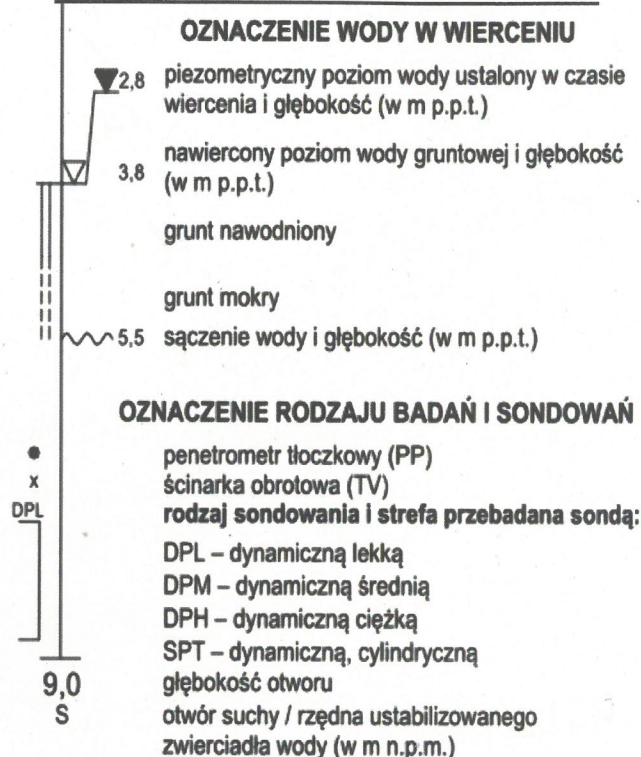 OZNACZENIE WODY W WIERCENIU
2,8 piezometryczny poziom wody ustalony w czasie
wiercenia i głębokość (w m p.p.t.)
3,8 nawiercony poziom wody gruntowej i głębokość
(w m p.p.t.)
grunt nawodniony
grunt mokry
5,5 sączenie wody i głębokość (w m p.p.t.)
OZNACZENIE RODZAJU BADAŃ I SONDOWAŃ
penetrometr tłoczkowy (PP)
x ścinarka obrotowa (TV)
DPL rodzaj sondowania i strefa przebadana sondą:
DPL – dynamiczną lekką
DPM – dynamiczną średnią
DPH – dynamiczną ciężką
SPT – dynamiczną, cylindryczną
9,0 głębokość otworu
S otwór suchy / rzędna ustabilizowanego
zwierciadła wody (w m n.p.m.)